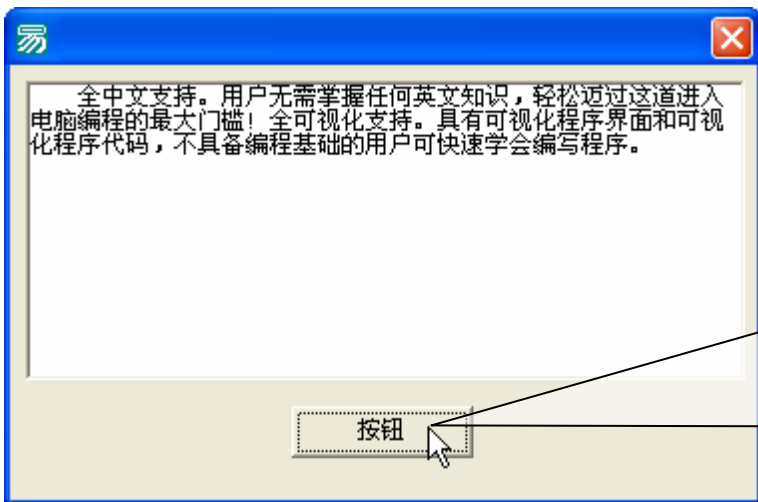 易
全中文支持。用户无需掌握任何英文知识，轻松迈过这道进入
电脑编程的最大门槛！全可视化支持。具有可视化程序界面和可视
化程序代码，不具备编程基础的用户可快速学会编写程序。
按钮